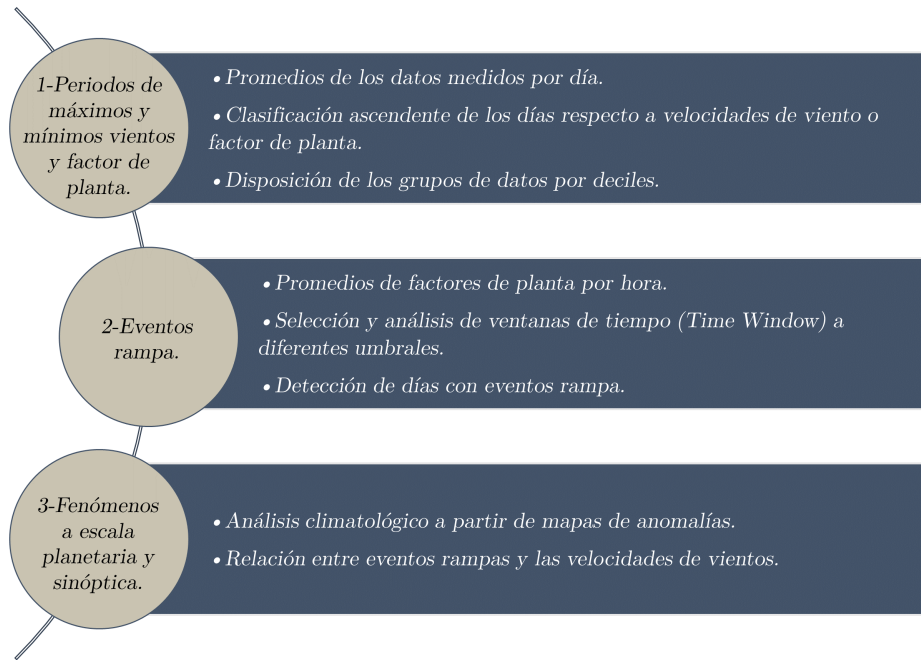 1-Periodos de
máximos y
mínimos vientos
y factor de
planta.
• Promedios de los datos medidos por día.
• Clasificación ascendente de los días respecto a velocidades de viento o
factor de planta.
• Disposición de los grupos de datos por deciles.
2-Eventos
rampa.
• Promedios de factores de planta por hora.
• Selección y análisis de ventanas de tiempo (Time Window) a
diferentes umbrales.
• Detección de días con eventos rampa.
3-Fenómenos
a escala
planetaria y
sinóptica.
• Análisis climatológico a partir de mapas de anomalías.
• Relación entre eventos rampas y las velocidades de vientos.